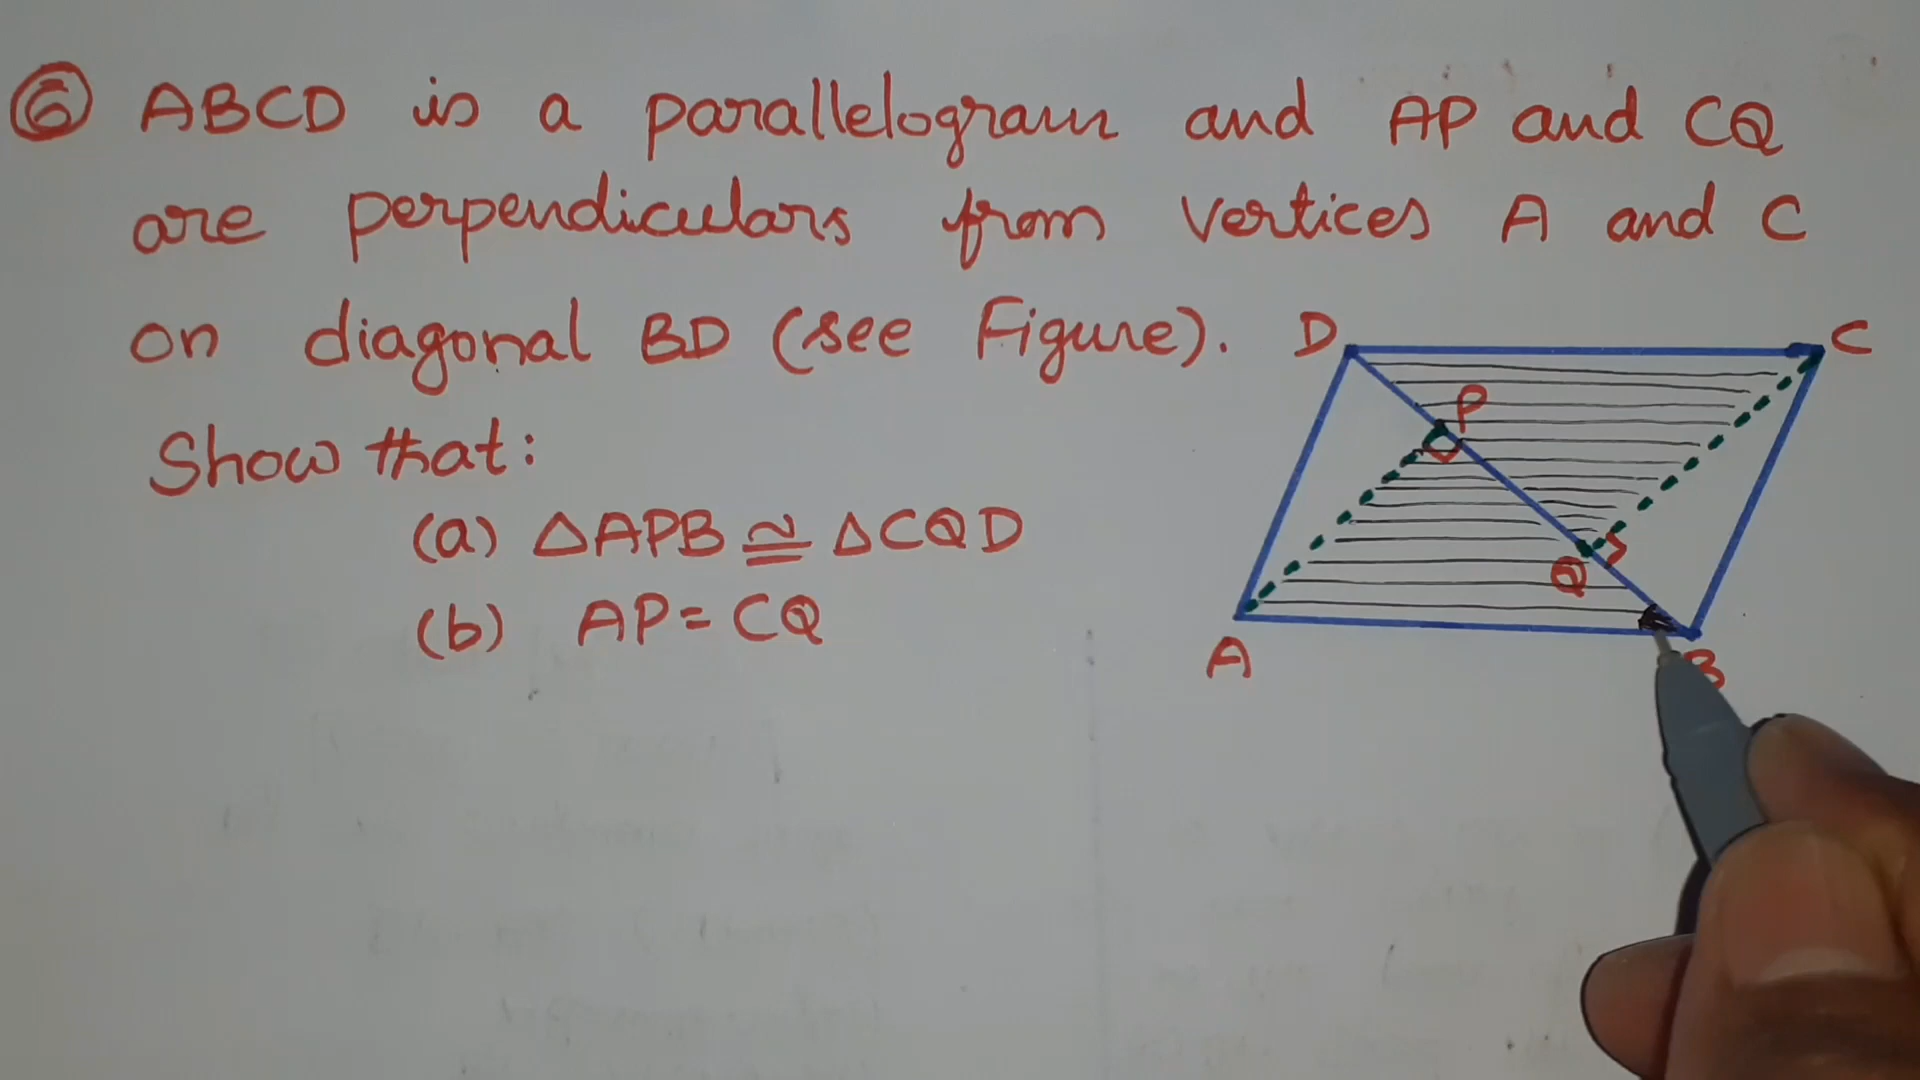 6 ABCD is a parallelogram and AP and CQ
are perpendiculars from vertices A and C
on diagonal BD (see Figure).
Show that:
(a) △APB ≅ △CQD
(b) AP = CQ
D
C
P
Q
A
B